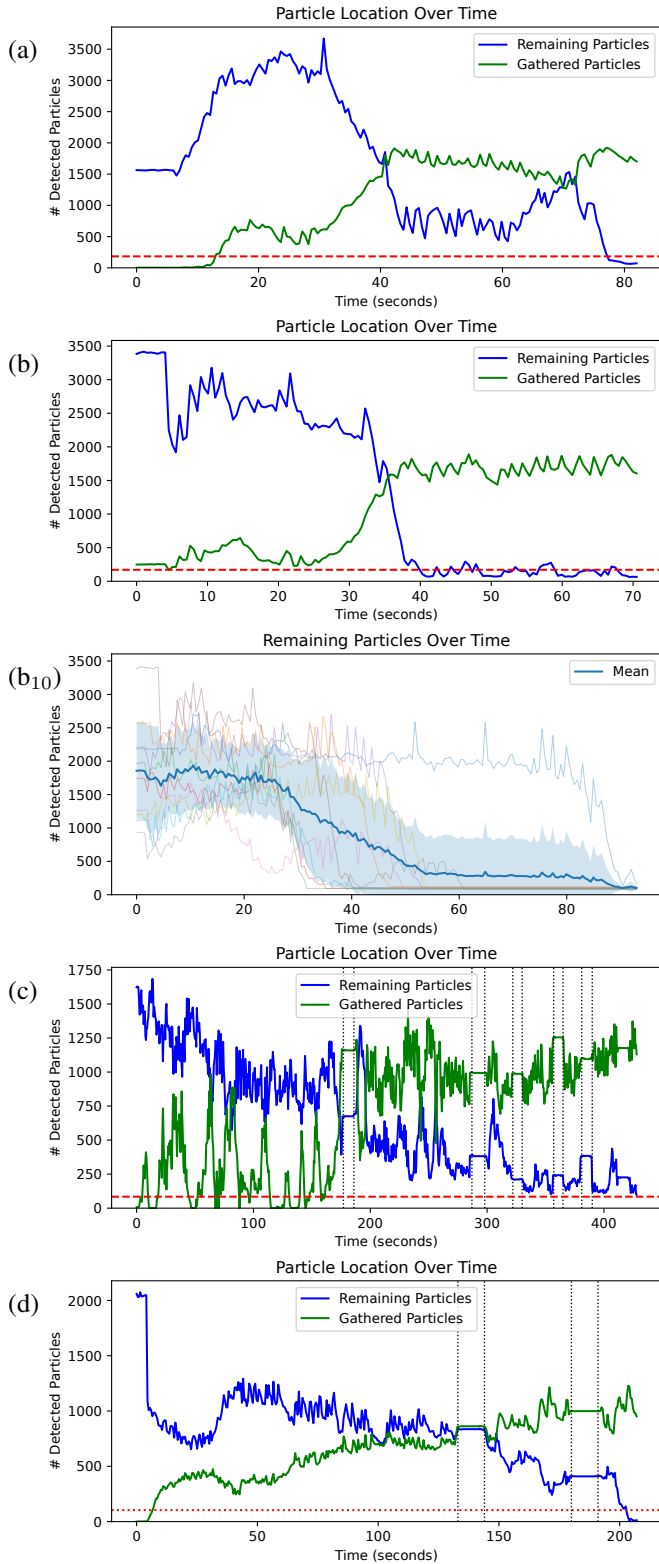 (a)
Particle Location Over Time
# Detected Particles
3500
3000
2500
2000
1500
1000
500
0
Remaining Particles
Gathered Particles
0 20 40 60 80
Time (seconds)
(b)
Particle Location Over Time
# Detected Particles
3500
3000
2500
2000
1500
1000
500
0
Remaining Particles
Gathered Particles
0 10 20 30 40 50 60 70
Time (seconds)
(b₁₀)
Remaining Particles Over Time
# Detected Particles
3500
3000
2500
2000
1500
1000
500
0
Mean
0 20 40 60 80
Time (seconds)
(c)
Particle Location Over Time
# Detected Particles
1750
1500
1250
1000
750
500
250
0
Remaining Particles
Gathered Particles
0 100 200 300 400
Time (seconds)
(d)
Particle Location Over Time
# Detected Particles
2000
1500
1000
500
0
Remaining Particles
Gathered Particles
0 50 100 150 200
Time (seconds)